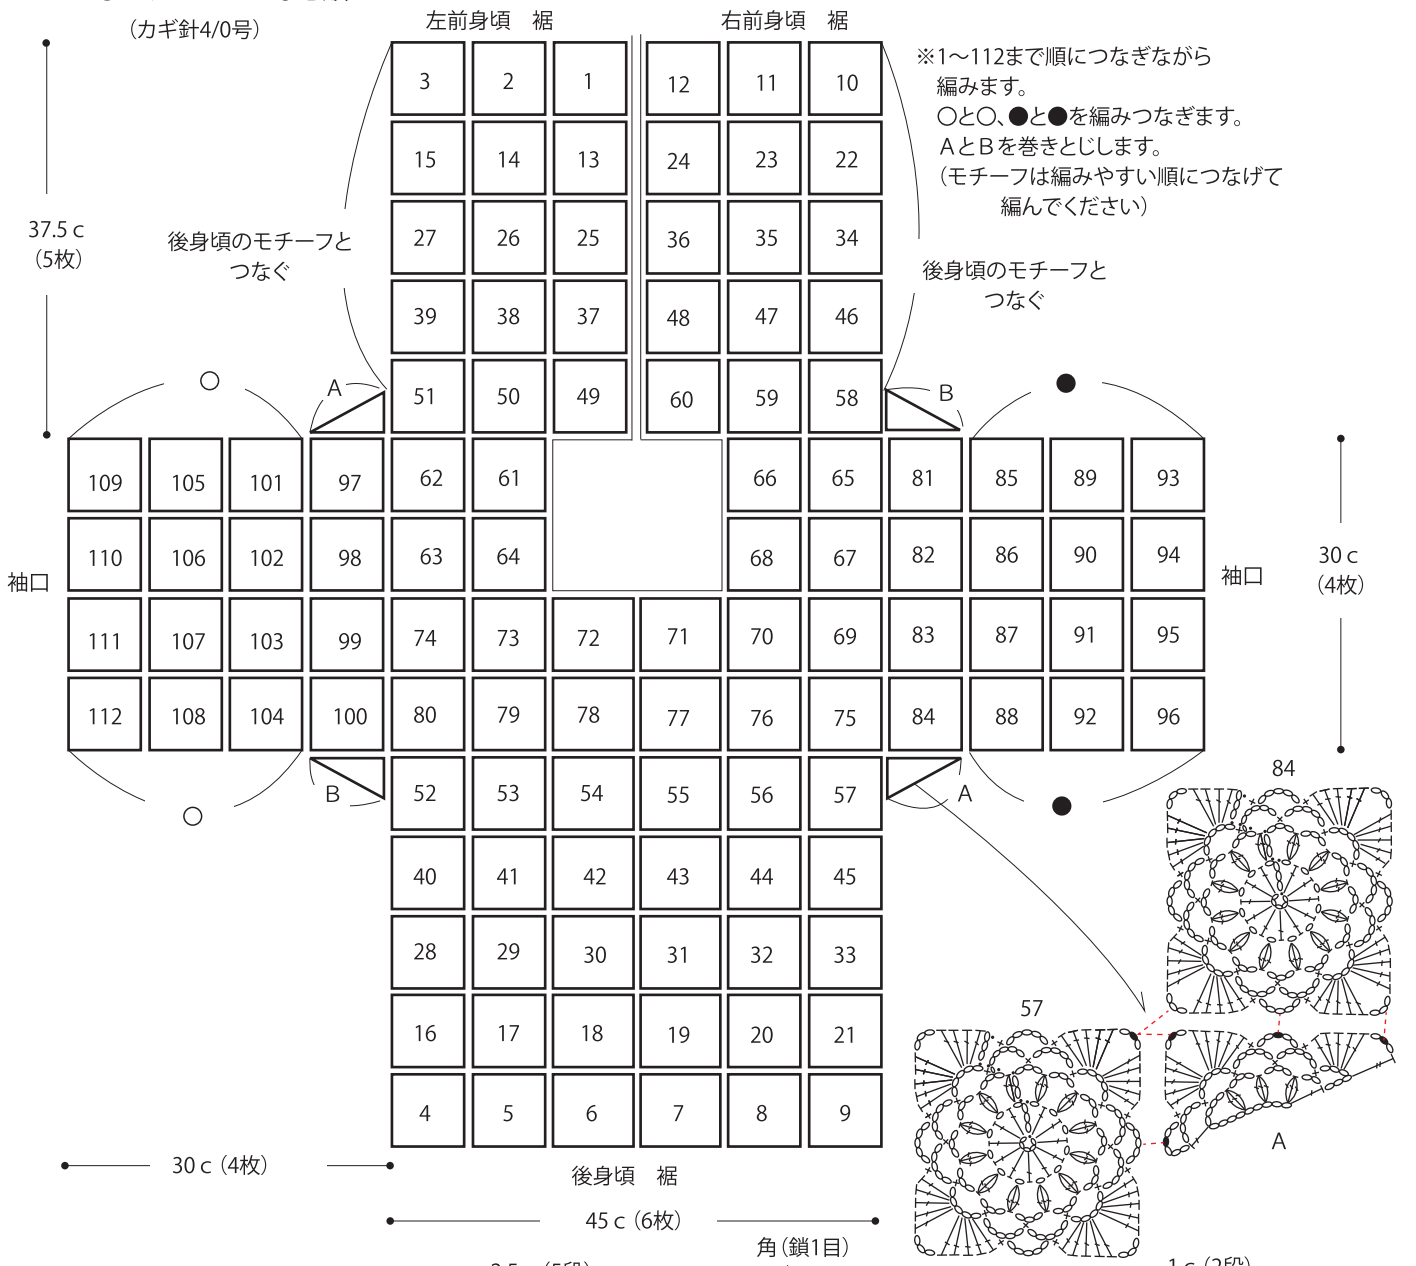 (カギ針4/0号)
左前身頃 裾
右前身頃 裾
※1〜112まで順につなぎながら
編みます。
○と○、●と●を編みつなぎます。
AとBを巻きとじします。
(モチーフは編みやすい順につなげて
編んでください)
3 2 1 12 11 10
15 14 13 24 23 22
37.5c
(5枚)
後身頃のモチーフと
つなぐ
27 26 25 36 35 34
後身頃のモチーフと
つなぐ
39 38 37 48 47 46
○ A 51 50 49 60 59 58 B ●
109 105 101 97 62 61 66 65 81 85 89 93
110 106 102 98 63 64 68 67 82 86 90 94
袖口
袖口
30c
(4枚)
111 107 103 99 74 73 72 71 70 69 83 87 91 95
112 108 104 100 80 79 78 77 76 75 84 88 92 96
○ B 52 53 54 55 56 57 A ●
84
40 41 42 43 44 45
28 29 30 31 32 33
16 17 18 19 20 21
57
4 5 6 7 8 9
A
30c(4枚)
後身頃 裾
45c(6枚)
角(鎖1目)